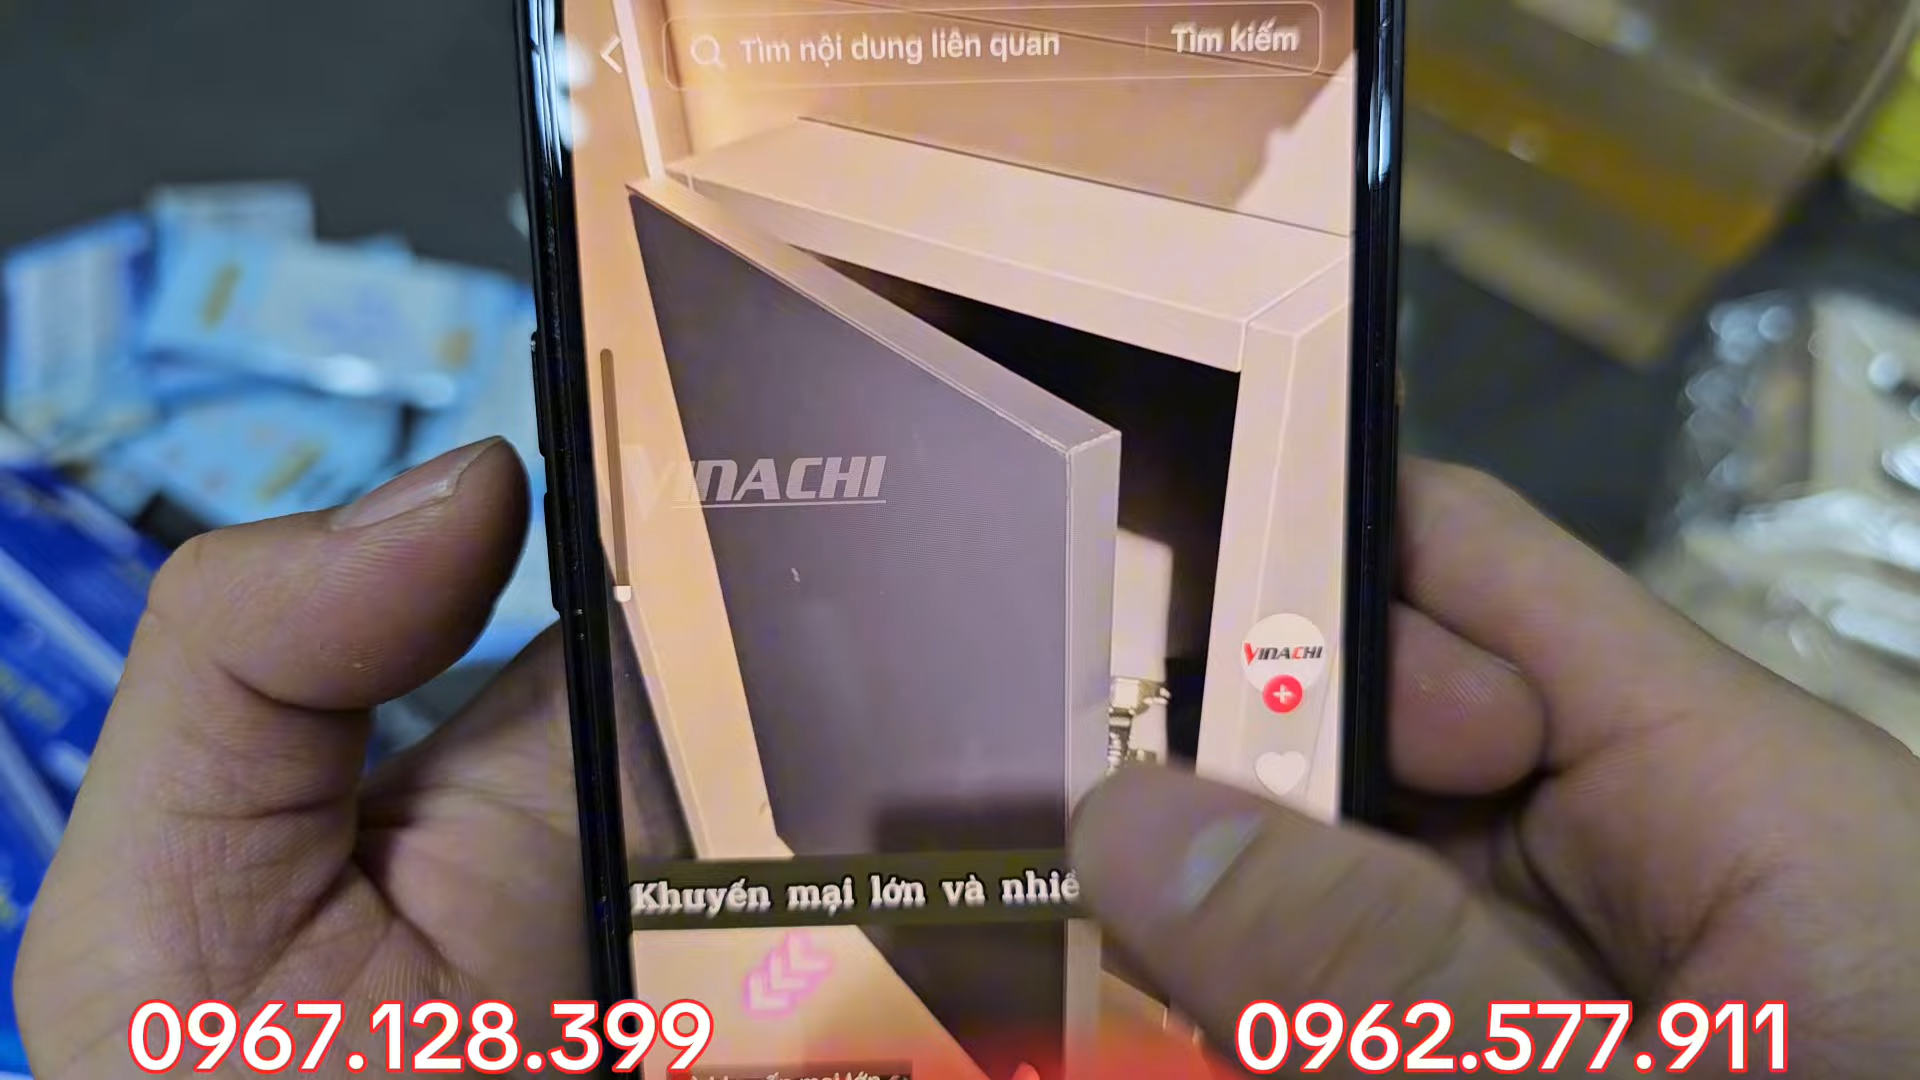 Tìm nội dung liên quan
Tìm kiếm
VINACHI
VINACHI
Khuyến mại lớn và nhiề
0967.128.399
0962.577.911